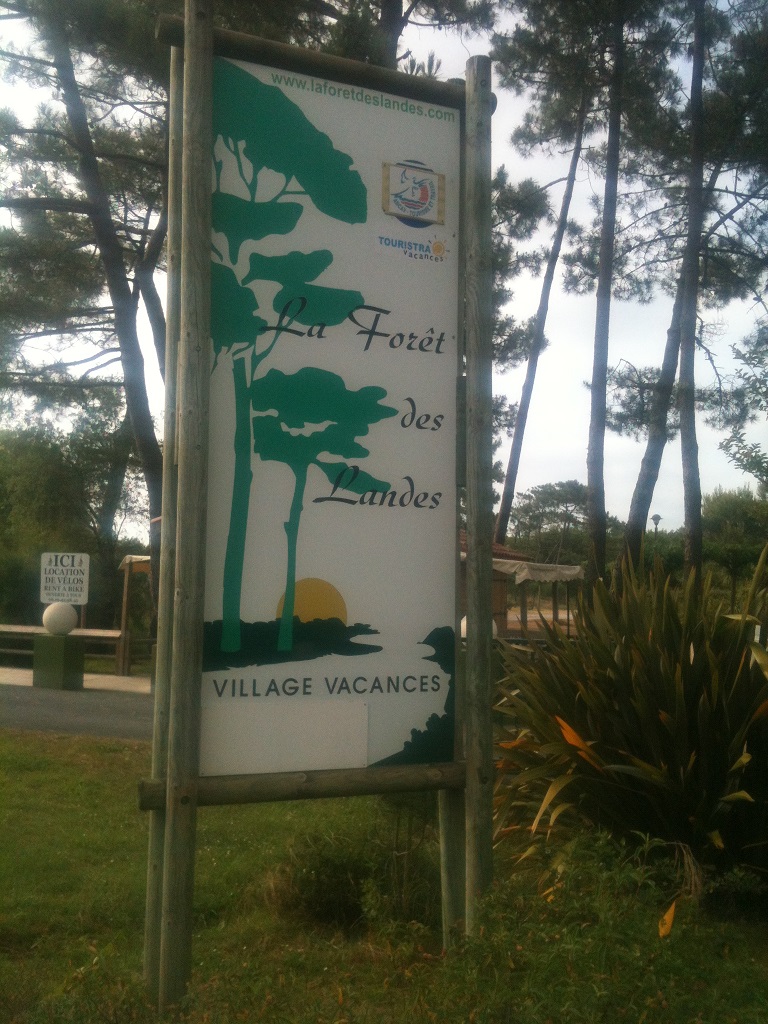 www.laforetdeslandes.com
TOURISTRA
vacances
La Forêt
des
Landes
VILLAGE VACANCES
ICI
LOCATION
DE VÉLOS
RENT A BIKE